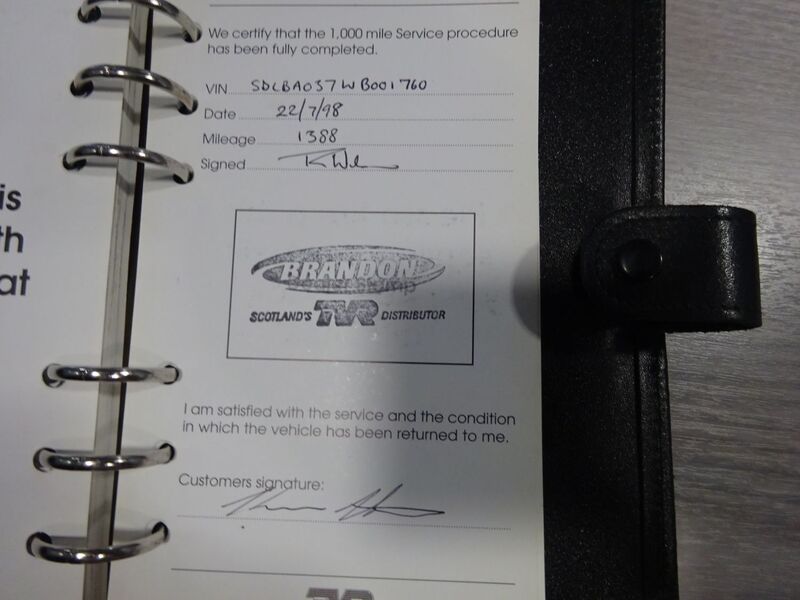 We certify that the 1,000 mile Service procedure
has been fully completed.
VIN SDLBA037WB001760
Date 22/7/98
Mileage 1388
Signed
BRANDON
SCOTLAND'S TVR DISTRIBUTOR
I am satisfied with the service and the condition
in which the vehicle has been returned to me.
Customers signature:
TVR
is
th
at